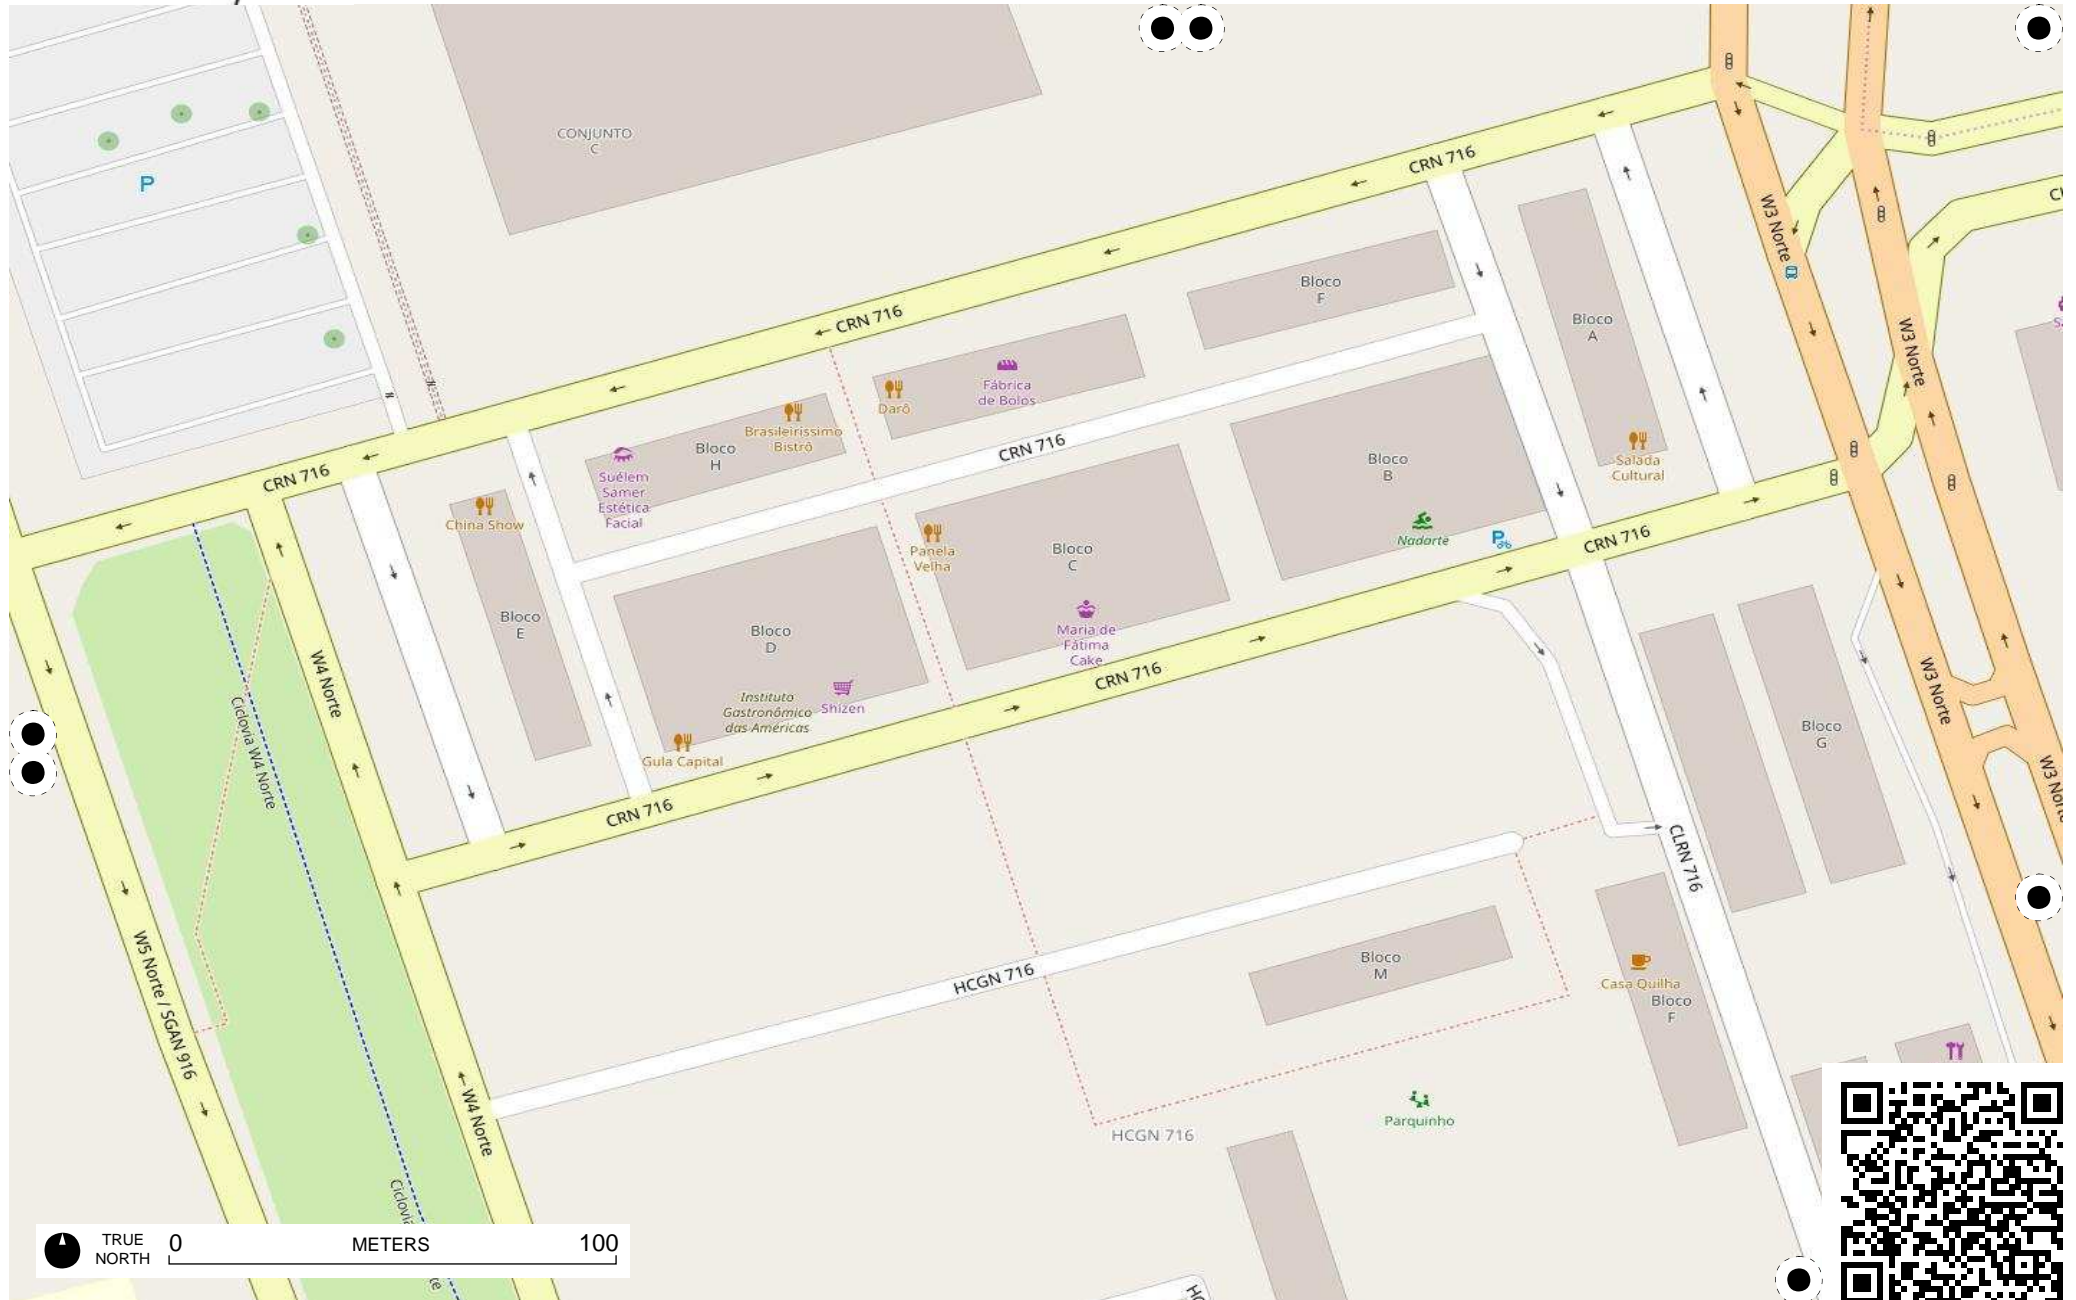 CONJUNTO
C
P
CRN 716
W3 Norte
Bloco
F
Bloco
A
CRN 716
W3 Norte
Fábrica
de Bolos
Darô
Brasileiríssimo
Bistrô
Bloco
H
CRN 716
Suélem
Samer
Estética
Facial
Salada
Cultural
Bloco
B
CRN 716
China Show
Panela
Velha
Bloco
C
Nadarte
P
CRN 716
Bloco
E
Bloco
D
Maria de
Fátima
Cake
CRN 716
W4 Norte
Instituto
Gastronômico
das Américas
Shizen
Gula Capital
W3 Norte
Bloco
G
Ciclovia W4 Norte
CRN 716
CLRN 716
W5 Norte / SGAN 916
HCGN 716
Bloco
M
Casa Quilha
Bloco
F
W4 Norte
HCGN 716
Parquinho
TRUE
NORTH
0
METERS
100